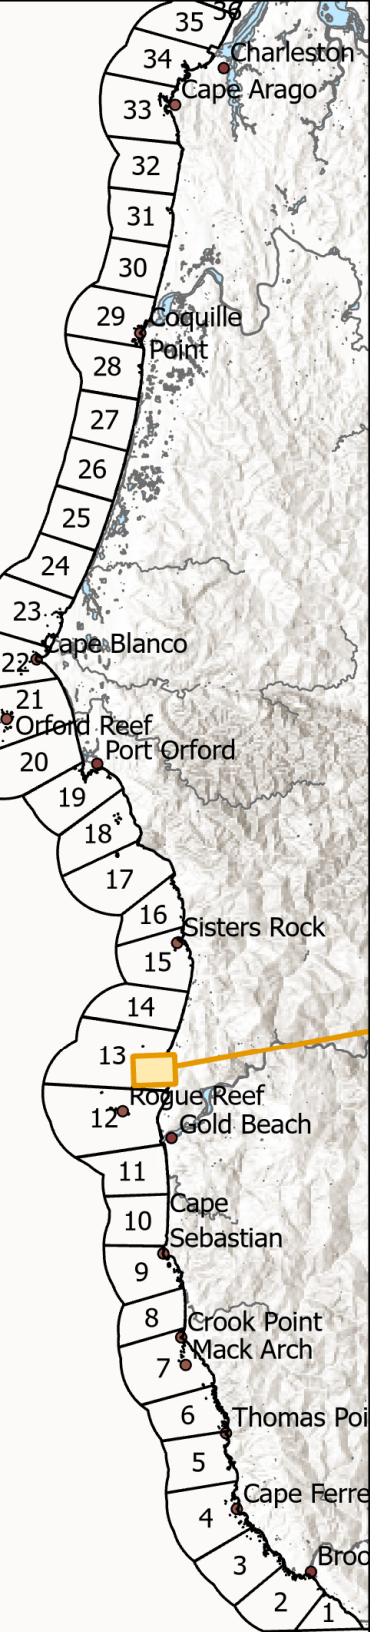 36
35
Charleston
34
Cape Arago
33
32
31
30
29
Coquille
Point
28
27
26
25
24
23
Cape Blanco
22
21
Orford Reef
Port Orford
20
19
18
17
16
Sisters Rock
15
14
13
Rogue Reef
12
Gold Beach
11
Cape
10
Sebastian
9
8
Crook Point
Mack Arch
7
6
Thomas Poi
5
Cape Ferre
4
Broo
3
2
1